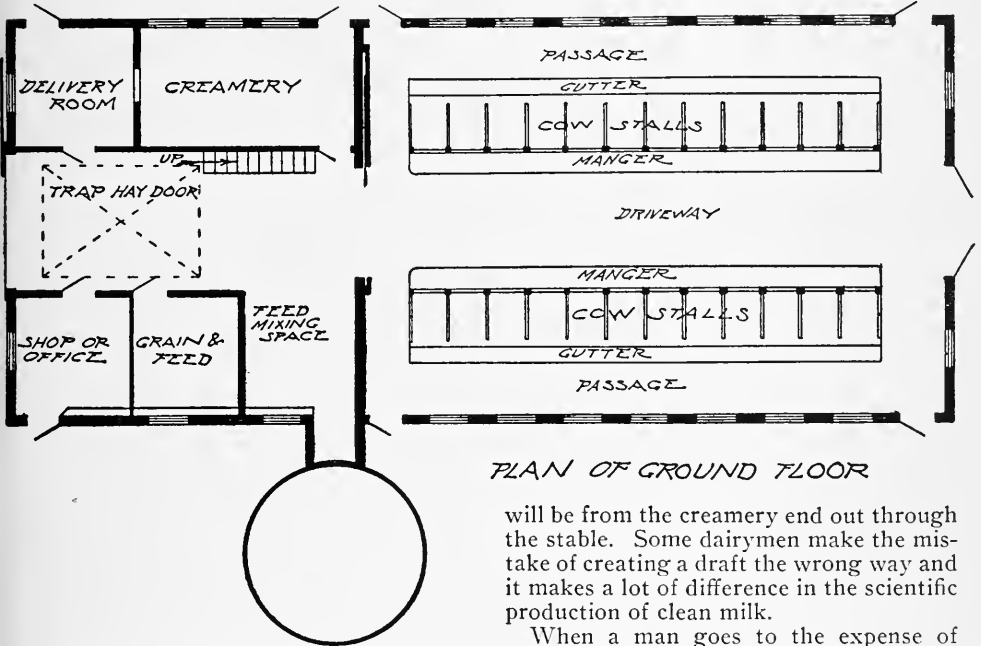 PASSAGE
GUTTER
DELIVERY
ROOM
CREAMERY
COW STALLS
MANGER
UP
TRAP HAY DOOR
DRIVEWAY
MANGER
COW STALLS
GUTTER
PASSAGE
FEED
MIXING
SPACE
SHOP OR
OFFICE
GRAIN &
FEED
PLAN OF GROUND FLOOR
will be from the creamery end out through
the stable. Some dairymen make the mis-
take of creating a draft the wrong way and
it makes a lot of difference in the scientific
production of clean milk.
When a man goes to the expense of